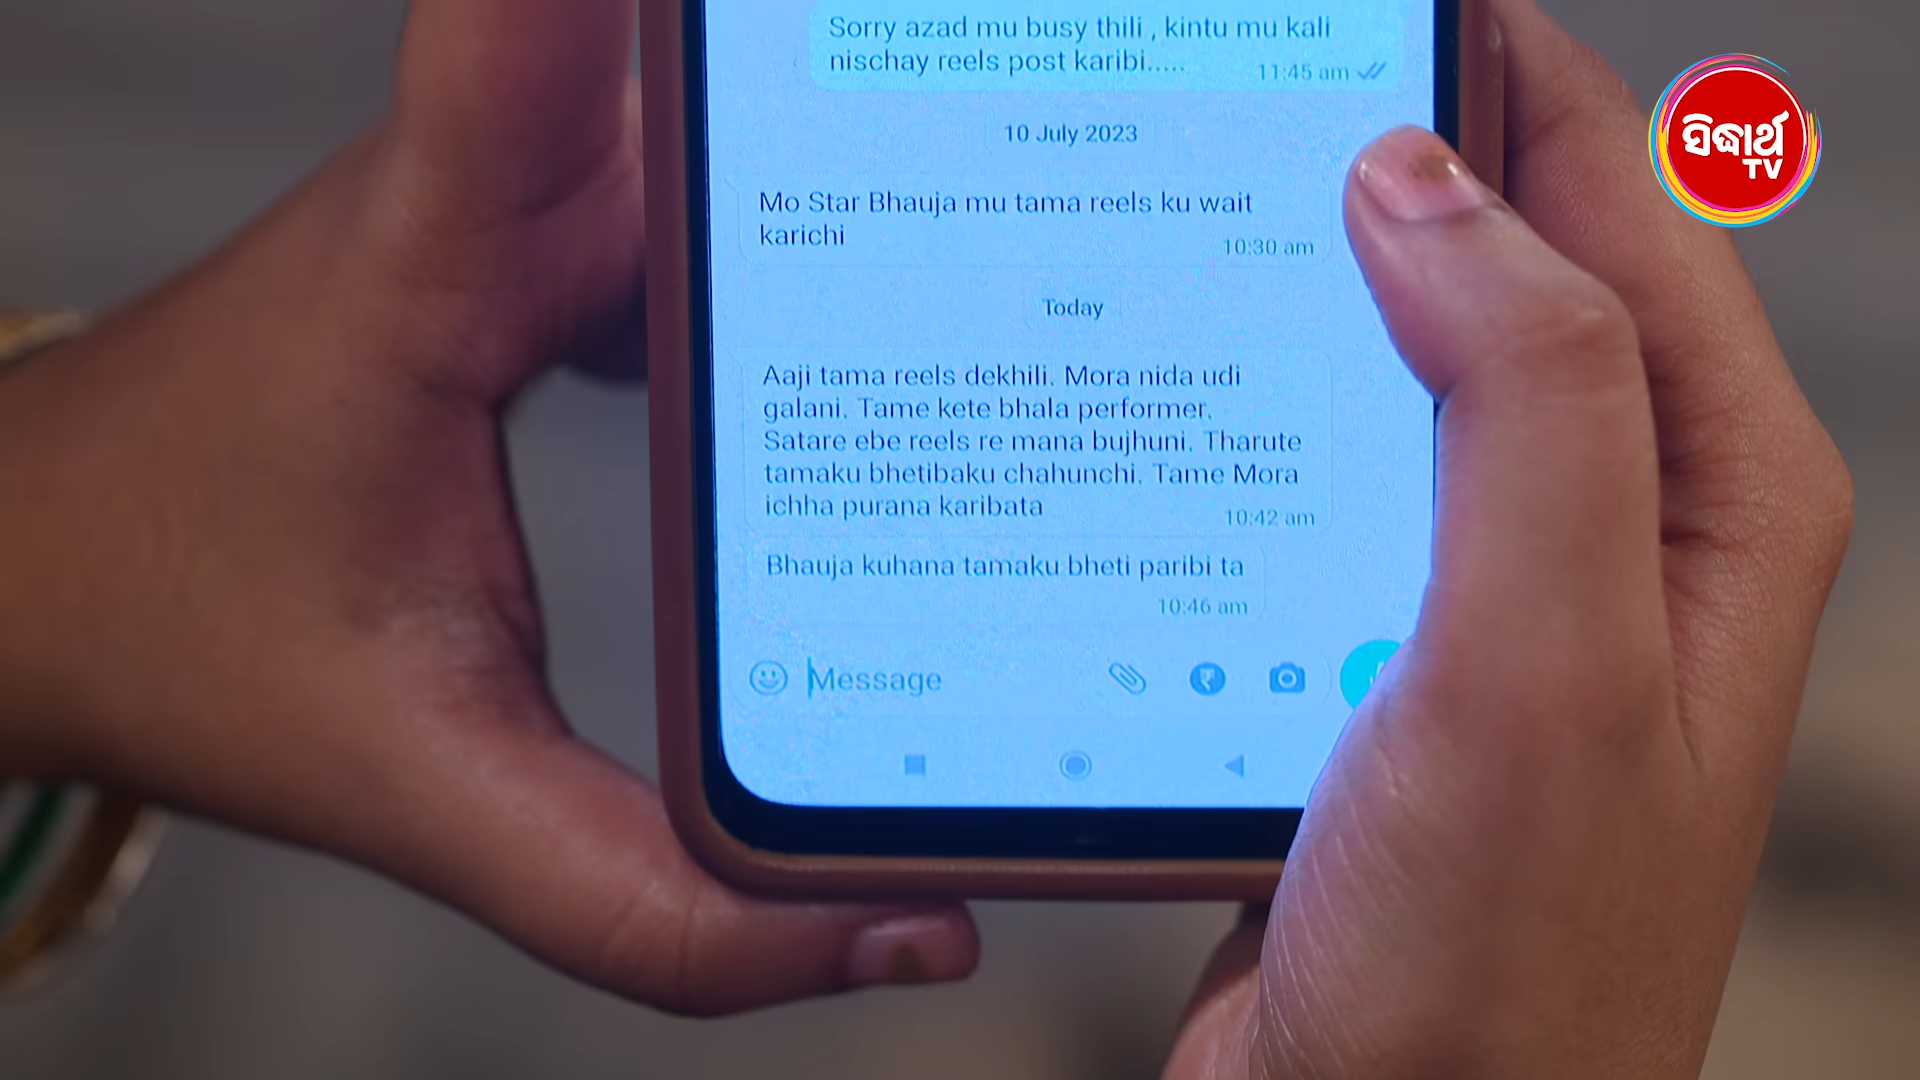 Sorry azad mu busy thili , kintu mu kali
nischay reels post karibi.....
11:45 am
10 July 2023
Mo Star Bhauja mu tama reels ku wait
karichi
10:30 am
Today
Aaji tama reels dekhili. Mora nida udi
galani. Tame kete bhala performer.
Satare ebe reels re mana bujhuni. Tharute
tamaku bhetibaku chahunchi. Tame Mora
ichha purana karibata
10:42 am
Bhauja kuhana tamaku bheti paribi ta
10:46 am
Message
ସିଦ୍ଧାର୍ଥ
TV